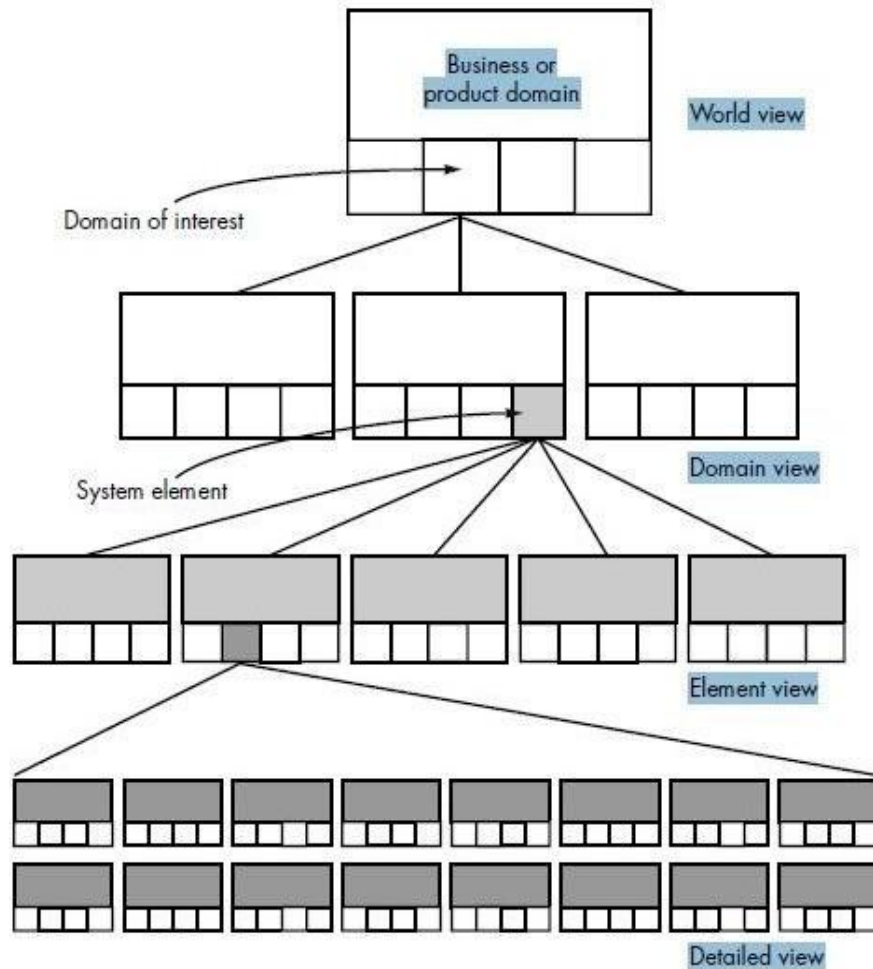 Business or
product domain
World view
Domain of interest
Domain view
System element
Element view
Detailed view